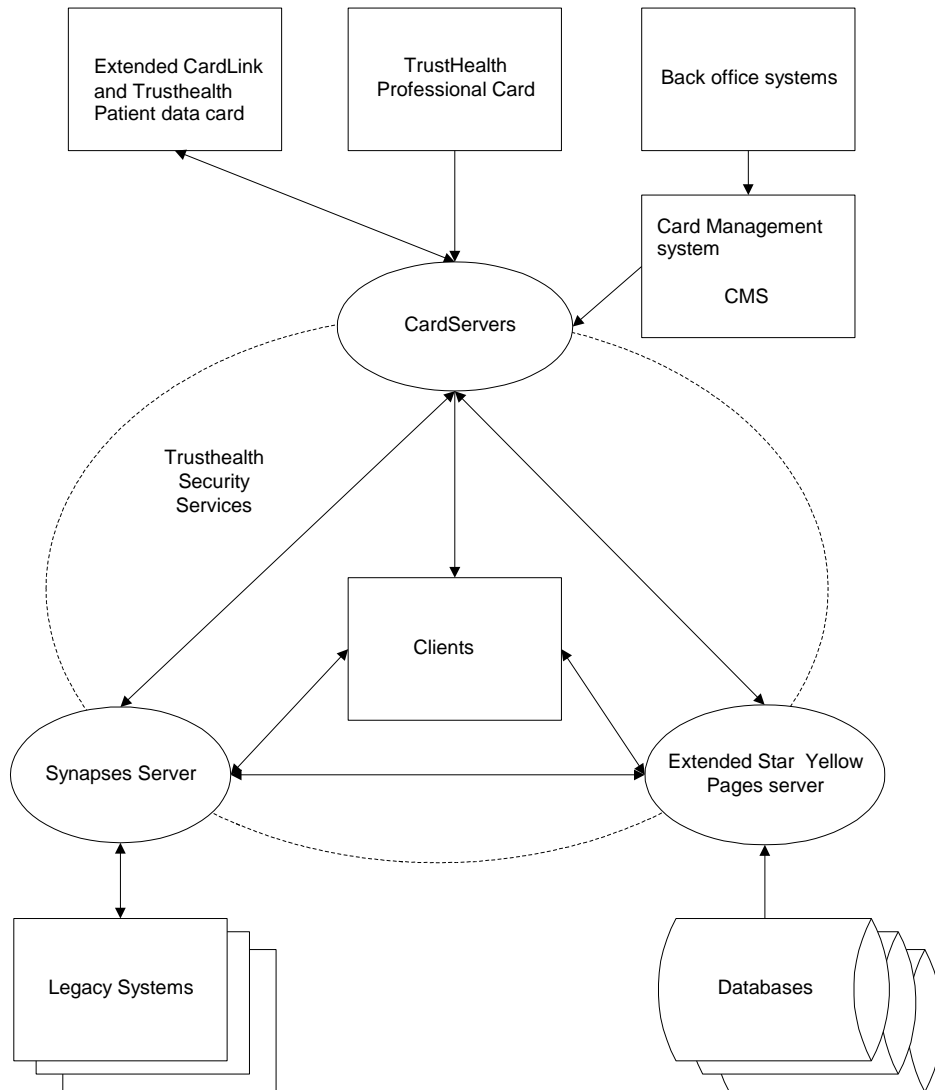 Extended CardLink
and Trusthealth
Patient data card
TrustHealth
Professional Card
Back office systems
Card Management
system
CMS
CardServers
Trusthealth
Security
Services
Clients
Synapses Server
Extended Star Yellow
Pages server
Legacy Systems
Databases